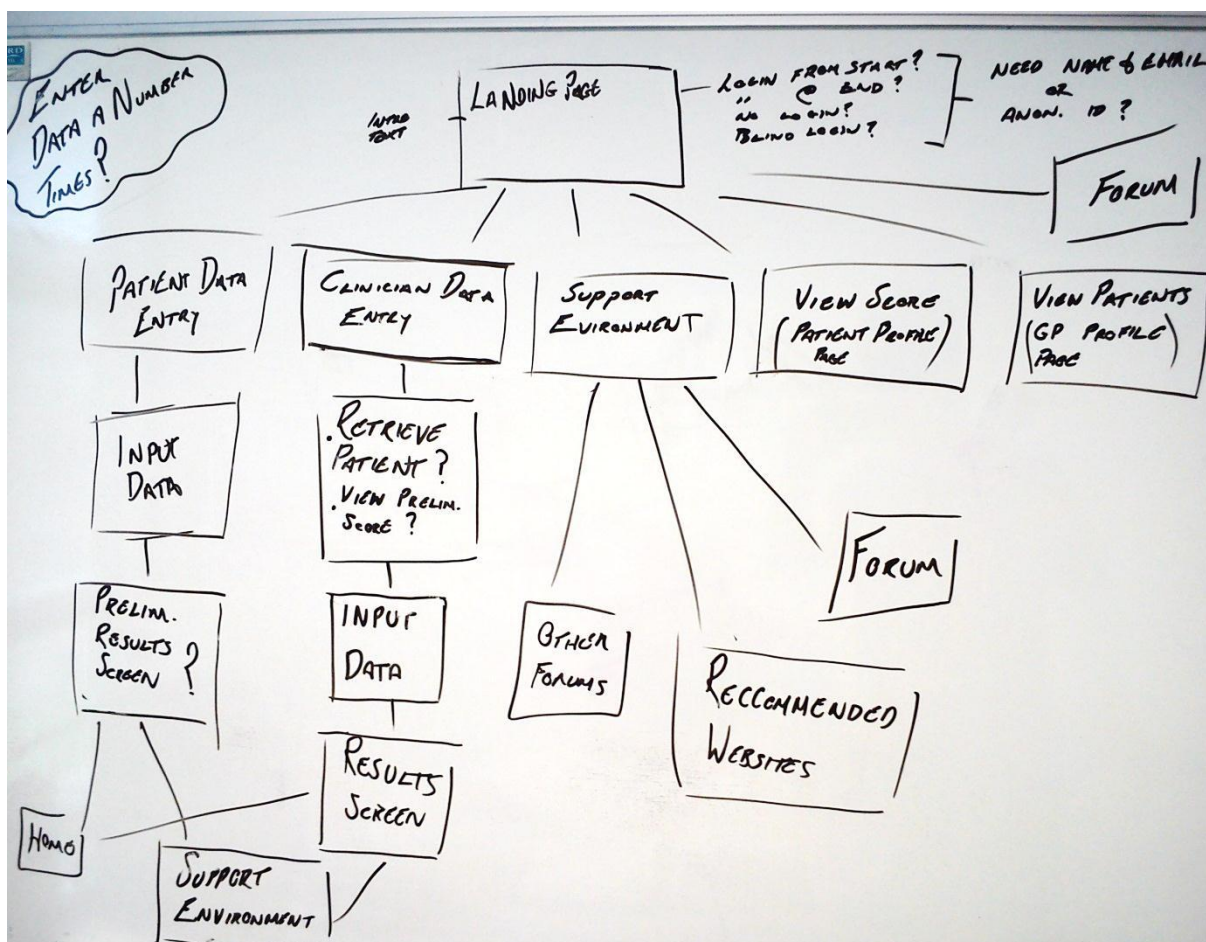 ENTER
DATA A NUMBER
TIMES?
INTRO
TEXT
LANDING PAGE
LOGIN FROM START?
" @ END?
NO LOGIN?
BLIND LOGIN?
NEED NAME & EMAIL
OR
ANON. ID?
FORUM
PATIENT DATA
ENTRY
CLINICIAN DATA
ENTRY
SUPPORT
EVIRONMENT
VIEW SCORE
(PATIENT PROFILE)
PAGE
VIEW PATIENTS
(GP PROFILE)
PAGE
INPUT
DATA
. RETRIEVE
PATIENT?
. VIEW PRELIM.
SCORE?
FORUM
PRELIM.
RESULTS
SCREEN ?
INPUT
DATA
OTHER
FORUMS
RECCOMMENDED
WEBSITES
RESULTS
SCREEN
HOME
SUPPORT
ENVIRONMENT